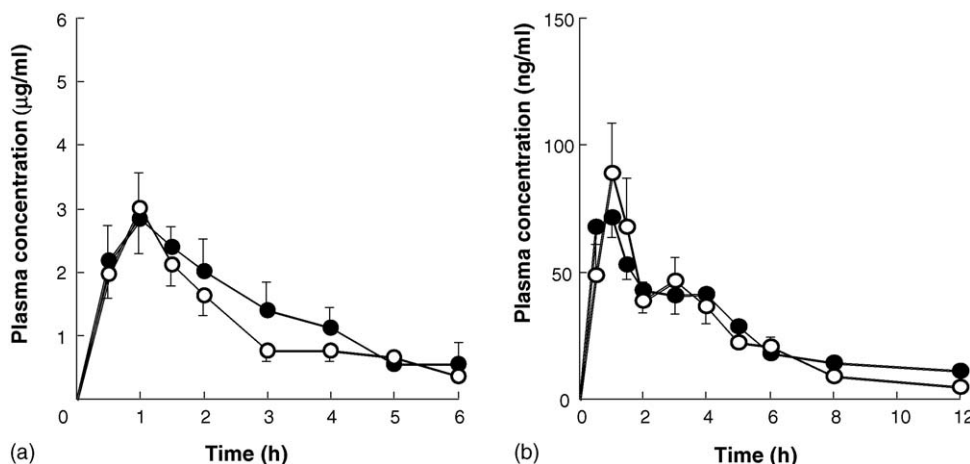 Plasma concentration (μg/ml)
6
5
4
3
2
1
0 1 2 3 4 5 6
(a) Time (h)
Plasma concentration (ng/ml)
150
100
50
0
0 2 4 6 8 10 12
(b) Time (h)